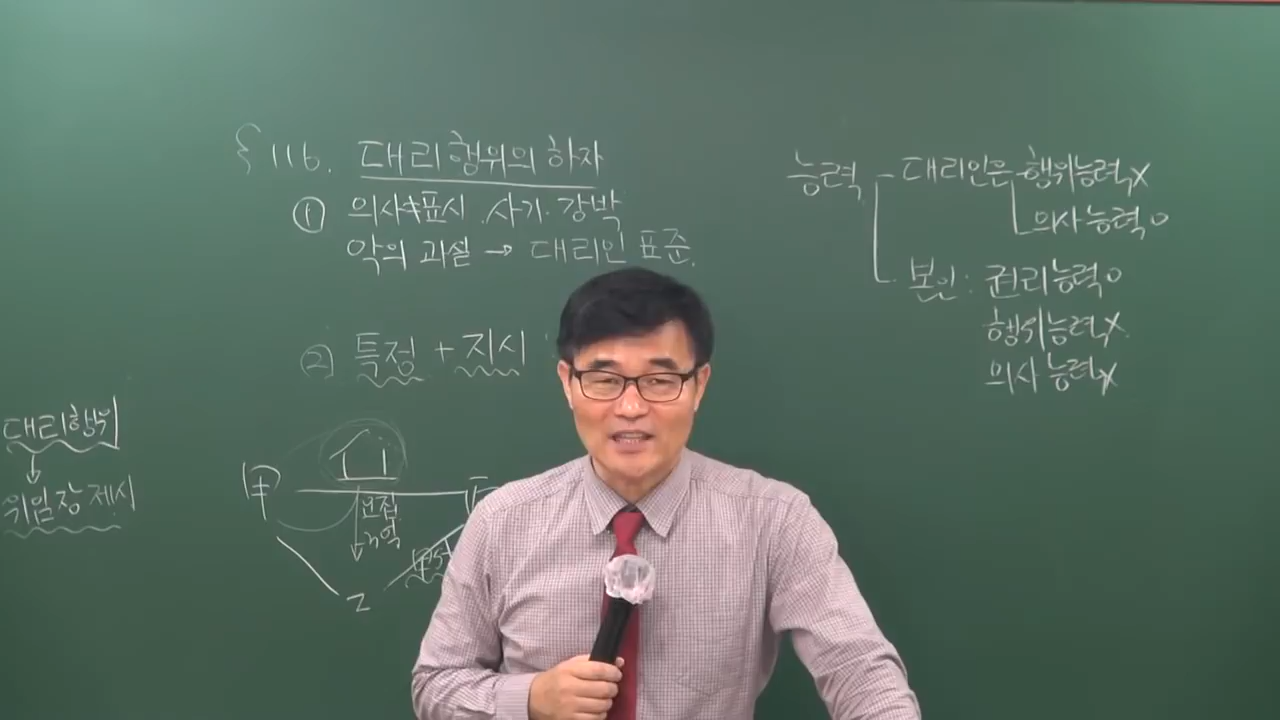 §116. 대리행위의 하자
① 의사表표시 사기·강박
악의 과실 → 대리인 표준.
② 특정 + 지시
대리행위
↓
위임장 제시
甲
乙
능력 - 대리인은 행위능력 X
의사능력 O
본인: 권리능력 O
행위능력 X
의사능력 X